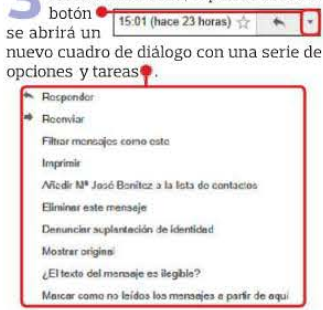 botón
15:01 (hace 23 horas)
se abrirá un
nuevo cuadro de diálogo con una serie de
opciones y tareas .
Responder
Reenviar
Filtrar mensajes como este
Imprimir
Añadir Mª José Benítez a la lista de contactos
Eliminar este mensaje
Denunciar suplantación de identidad
Mostrar original
¿El texto del mensaje es ilegible?
Marcar como no leídos los mensajes a partir de aquí